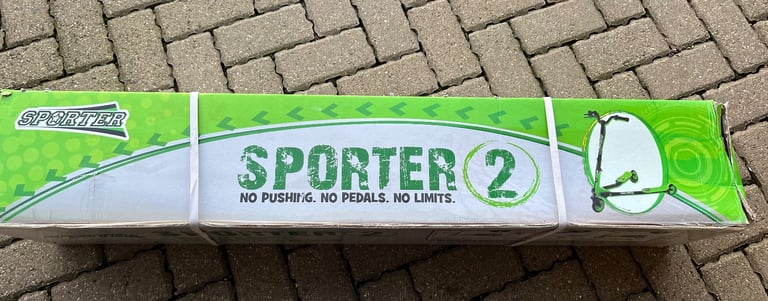 SPORTER
SPORTER 2
NO PUSHING. NO PEDALS. NO LIMITS.